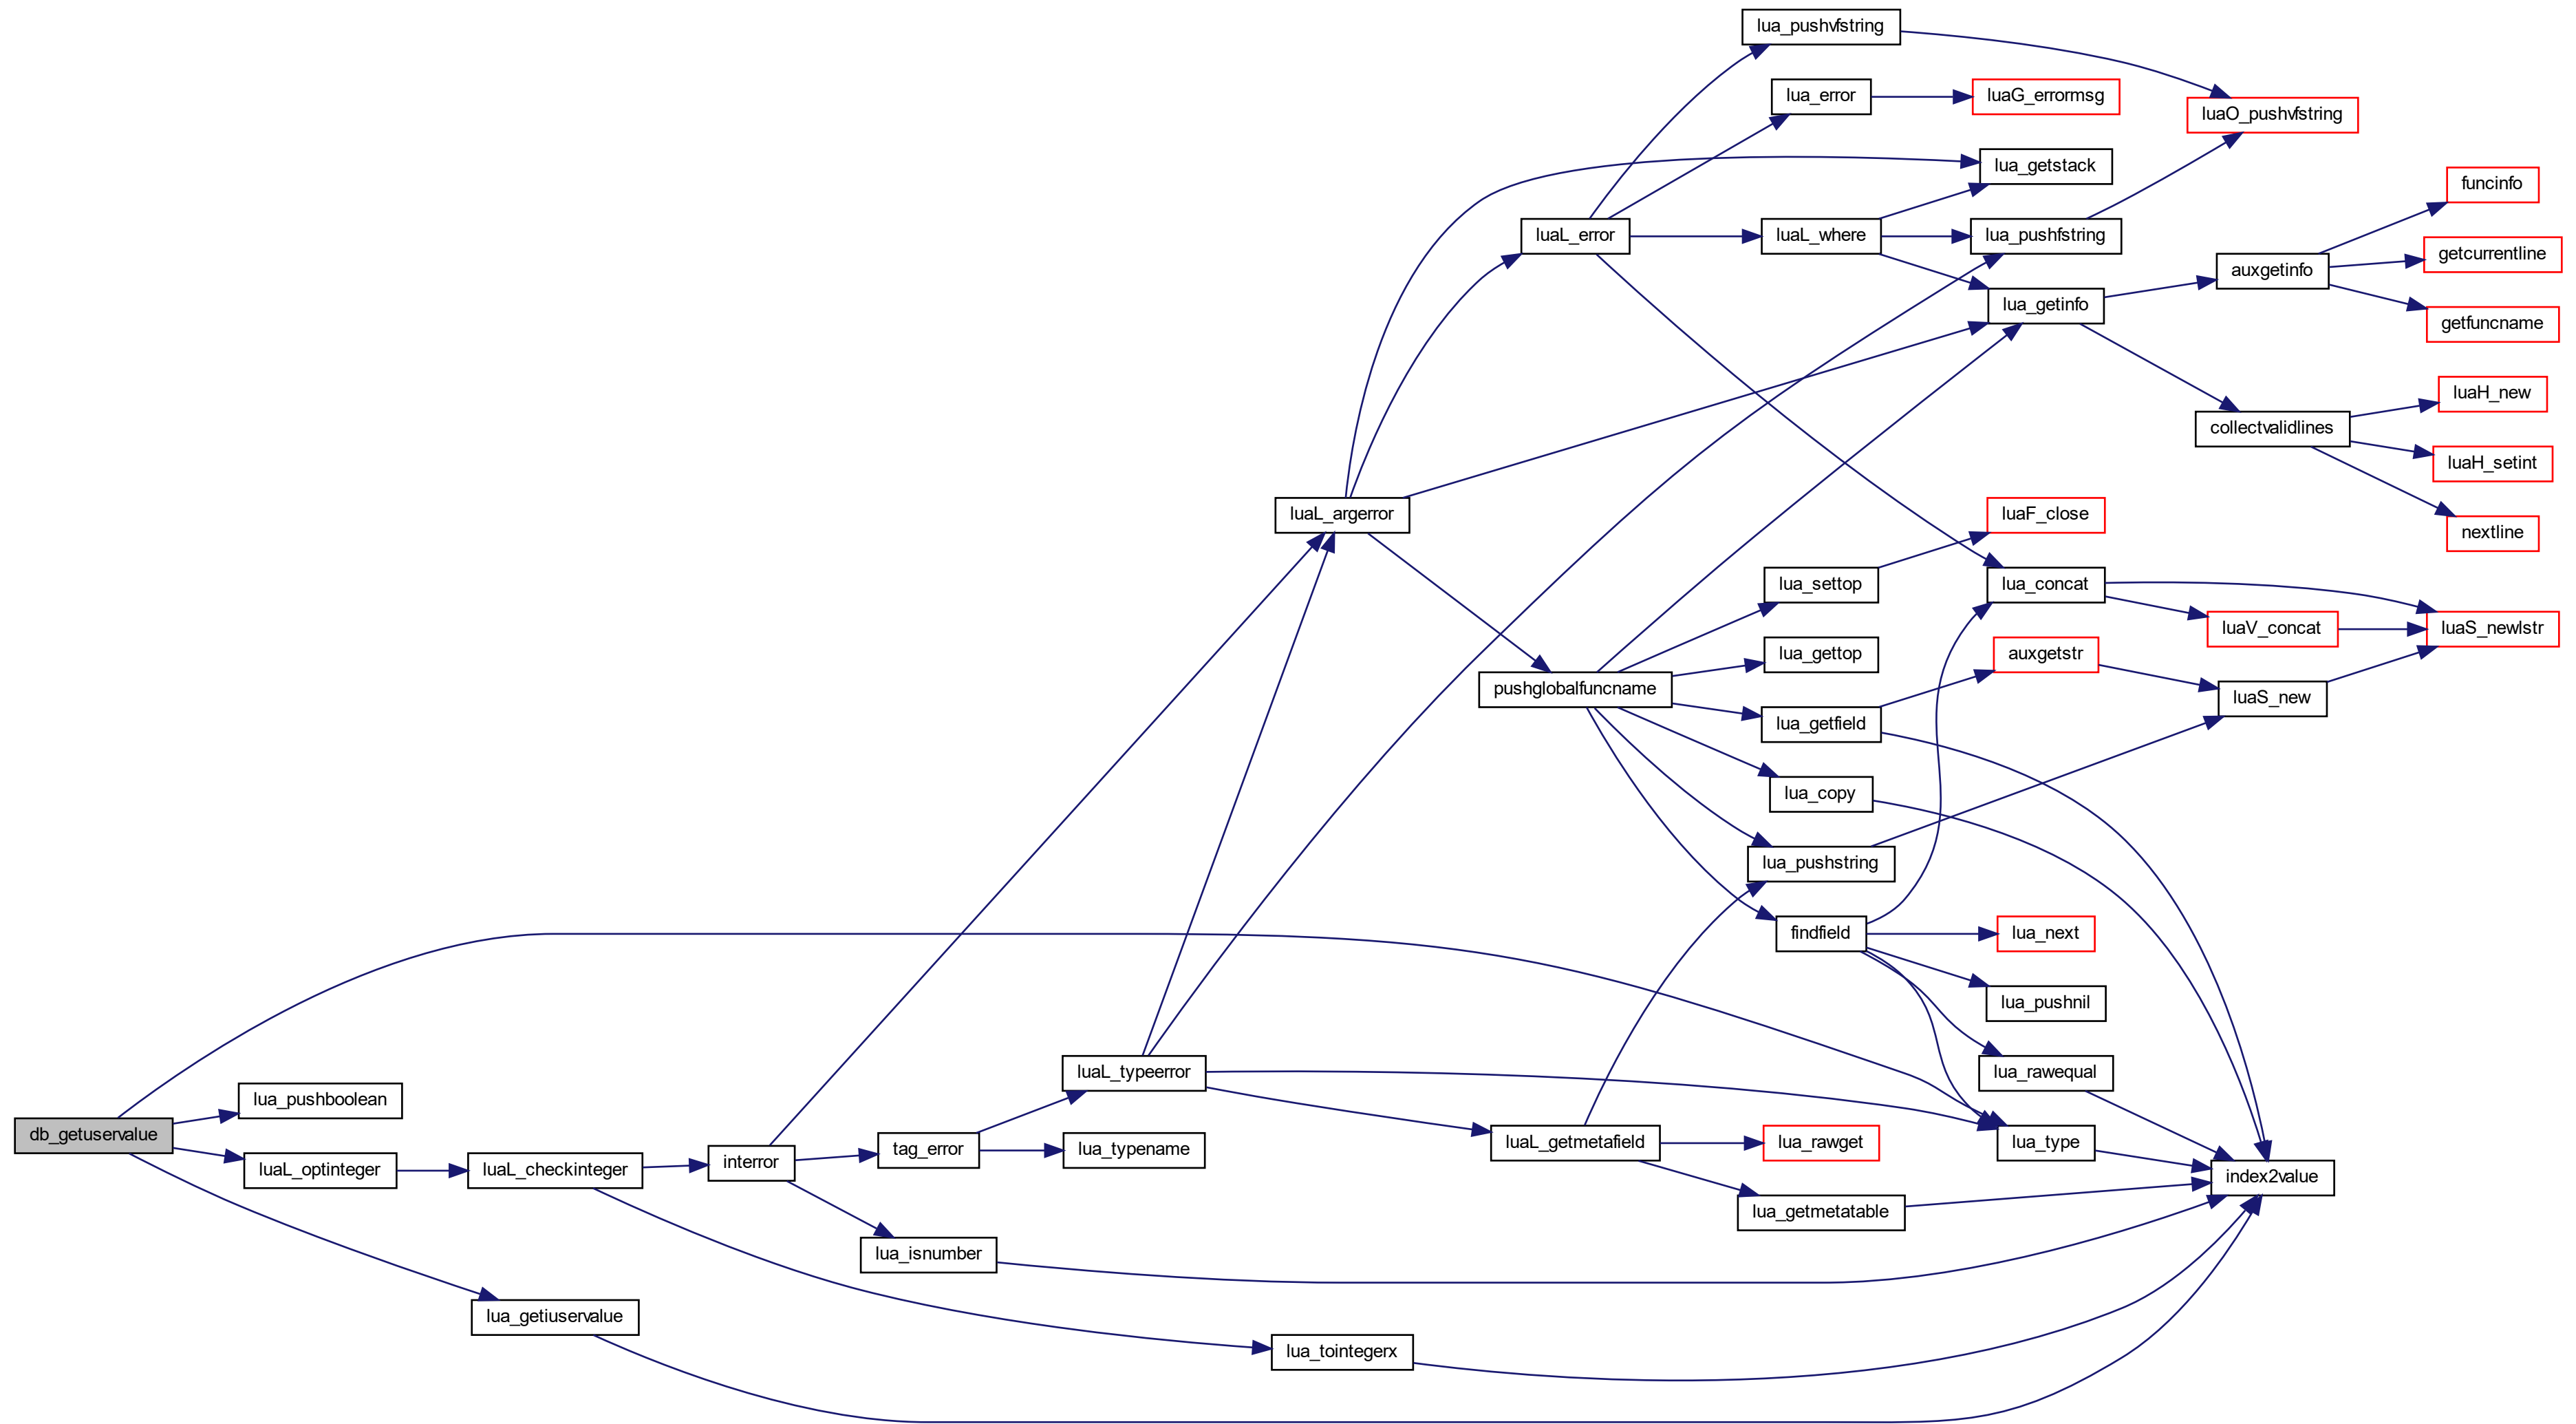 lua_pushvfstring
lua_error
luaG_errormsg
luaO_pushvfstring
lua_getstack
funcinfo
luaL_error
luaL_where
lua_pushfstring
getcurrentline
auxgetinfo
lua_getinfo
getfuncname
luaH_new
collectvalidlines
luaH_setint
luaL_argerror
luaF_close
nextline
lua_settop
lua_concat
luaV_concat
luaS_newlstr
lua_gettop
auxgetstr
pushglobalfuncname
luaS_new
lua_getfield
lua_copy
lua_pushstring
findfield
lua_next
lua_pushnil
luaL_typeerror
lua_rawequal
lua_pushboolean
db_getuservalue
luaL_optinteger
luaL_checkinteger
interror
tag_error
lua_typename
luaL_getmetafield
lua_rawget
lua_type
index2value
lua_getmetatable
lua_isnumber
lua_getiuservalue
lua_tointegerx